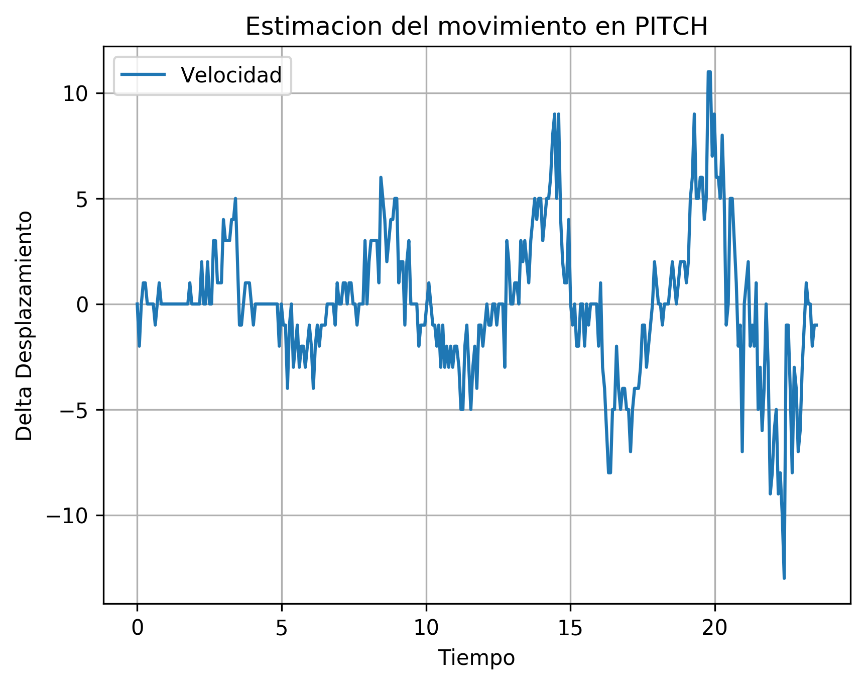 Estimacion del movimiento en PITCH
Velocidad
10
5
0
−5
−10
Delta Desplazamiento
0 5 10 15 20
Tiempo